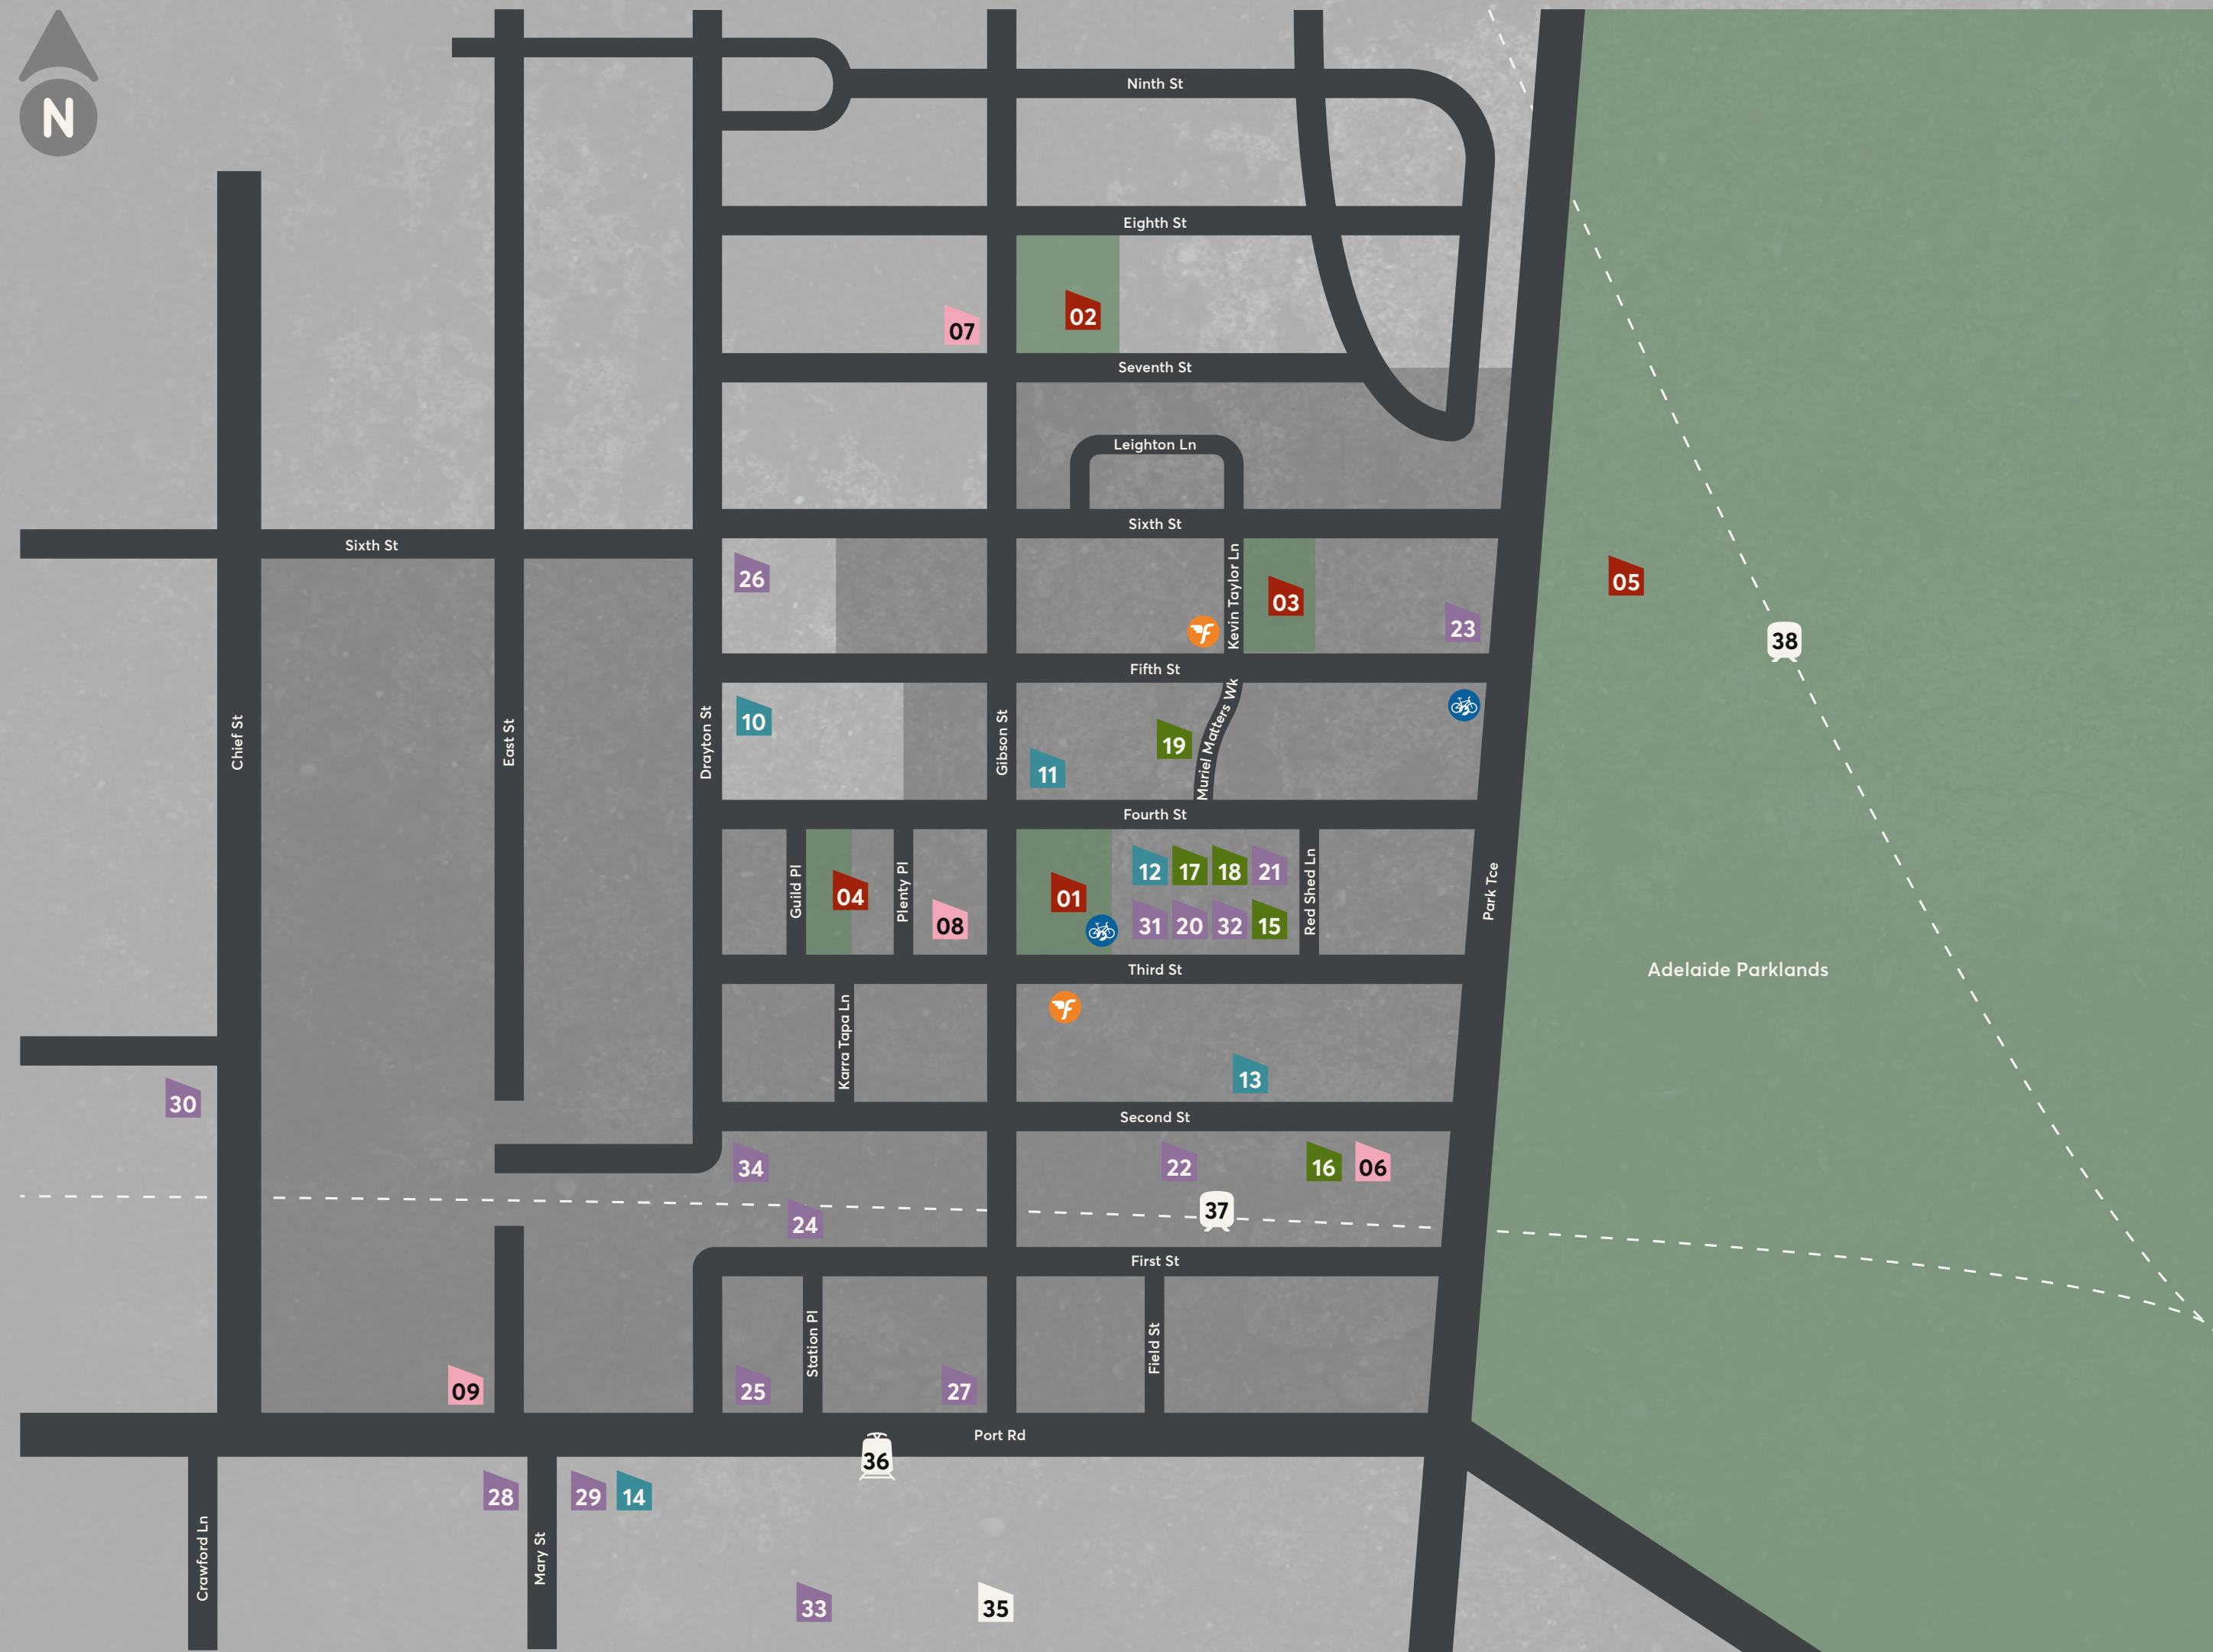 N
Ninth St
Eighth St
07
02
Seventh St
Leighton Ln
Sixth St
Sixth St
26
Kevin Taylor Ln
03
23
05
38
f
Fifth St
Chief St
East St
Drayton St
10
Gibson St
11
19
Muriel Matters Wk
Fourth St
Guild Pl
04
Plenty Pl
08
01
12
17
18
21
31
20
32
15
Red Shed Ln
Park Tce
Third St
Adelaide Parklands
f
Karra Tapa Ln
13
30
Second St
34
22
16
06
24
37
First St
09
25
Station Pl
27
Field St
Port Rd
36
Crawford Ln
28
Mary St
29
14
33
35